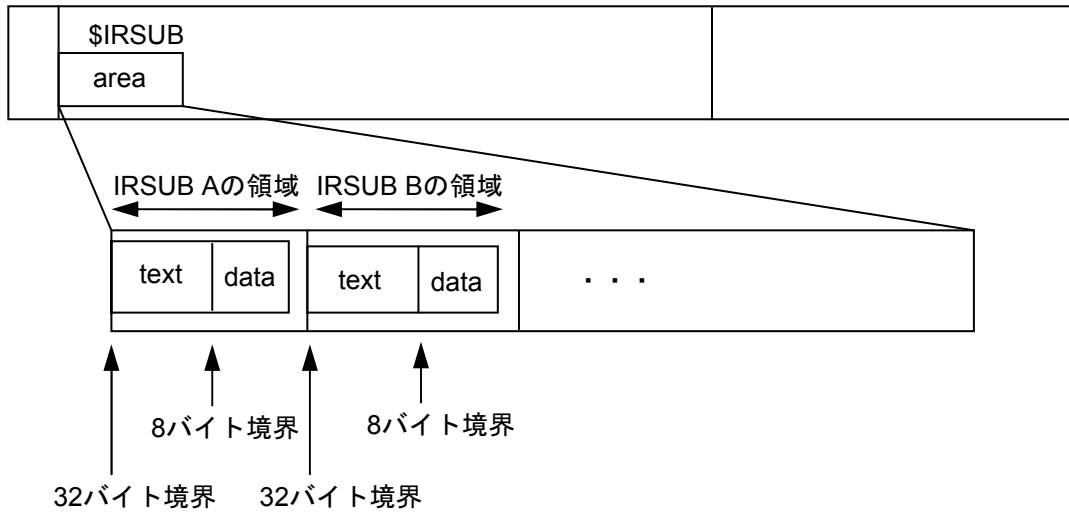 $IRSUB
area
IRSUB Aの領域 IRSUB Bの領域
text data text data ・・・
8バイト境界 8バイト境界
32バイト境界 32バイト境界